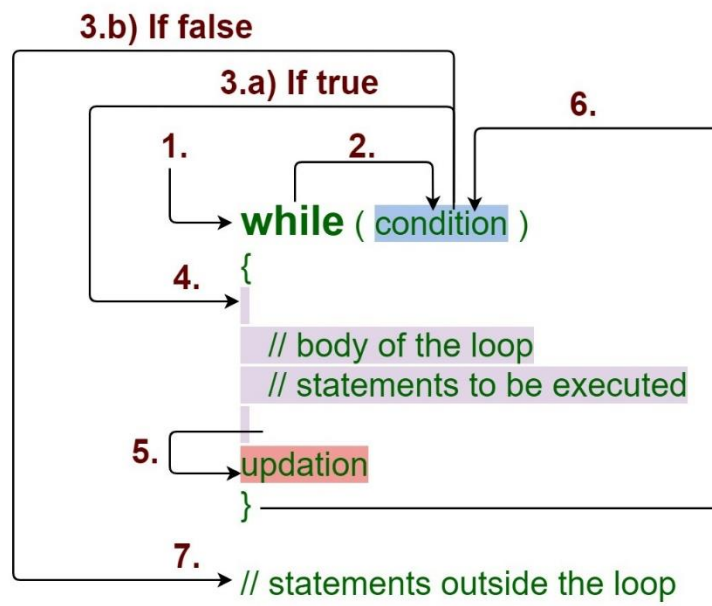 3.b) If false
3.a) If true
6.
1.
2.
while ( condition )
{
4.
// body of the loop
// statements to be executed
5.
updation
}
7.
// statements outside the loop